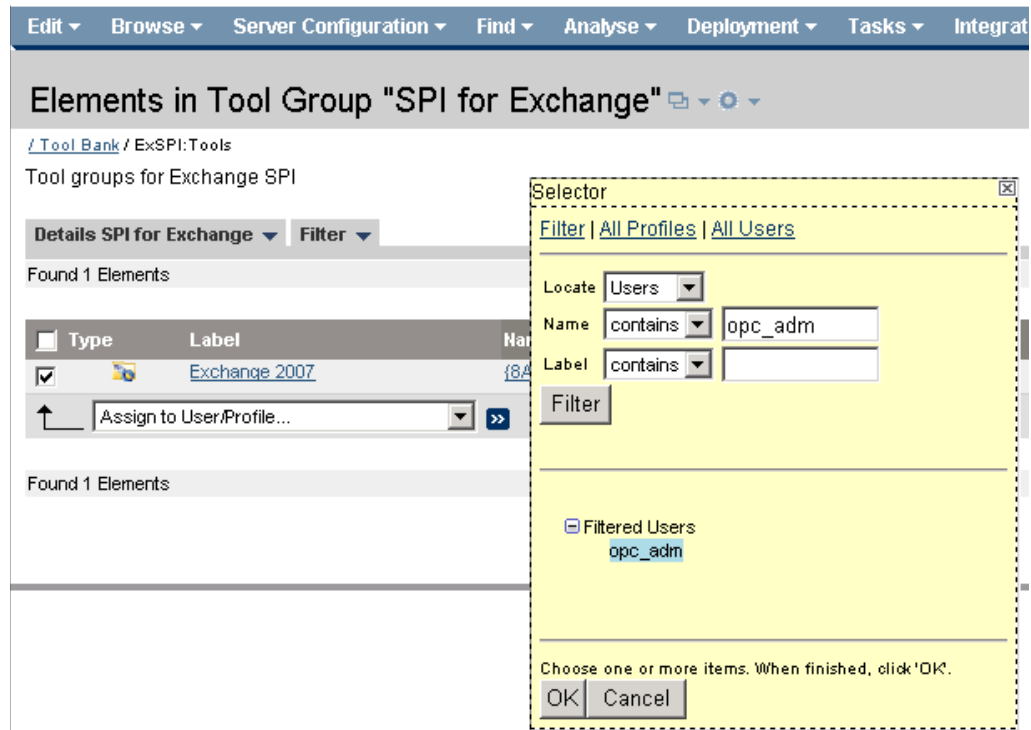 Edit Browse Server Configuration Find Analyse Deployment Tasks Integrat
Elements in Tool Group "SPI for Exchange"
/ Tool Bank / ExSPI:Tools
Tool groups for Exchange SPI
Details SPI for Exchange Filter
Found 1 Elements
Type Label Nar
Exchange 2007 {8A
Assign to User/Profile...
Found 1 Elements
Selector
Filter | All Profiles | All Users
Locate Users
Name contains opc_adm
Label contains
Filter
Filtered Users
opc_adm
Choose one or more items. When finished, click 'OK'.
OK Cancel